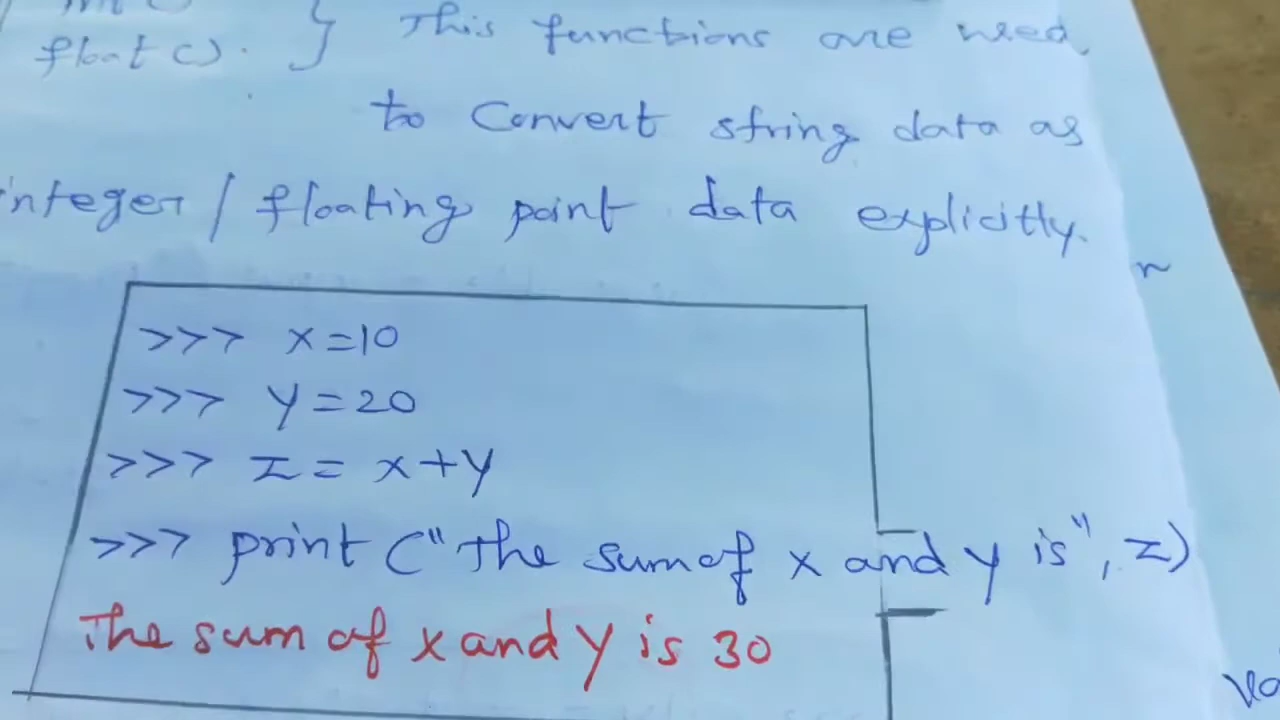 float(). } This functions are used
to Convert string data as
integer / floating point data explicitly.
>>> x=10
>>> y=20
>>> z= x+y
>>> print ("The sum of x and y is", z)
The sum of x and y is 30